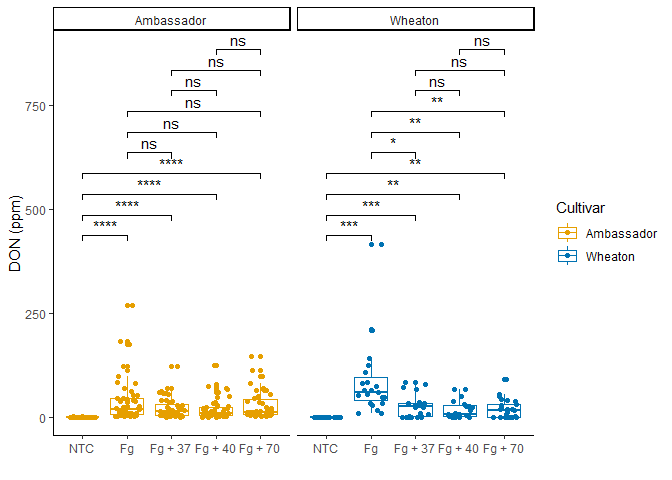 Ambassador
Wheaton
ns
ns
ns
ns
ns
ns
****
****
****
****
ns
ns
ns
**
**
*
**
**
***
***
DON (ppm)
750
500
250
0
NTC Fg Fg + 37 Fg + 40 Fg + 70
NTC Fg Fg + 37 Fg + 40 Fg + 70
Cultivar
Ambassador
Wheaton